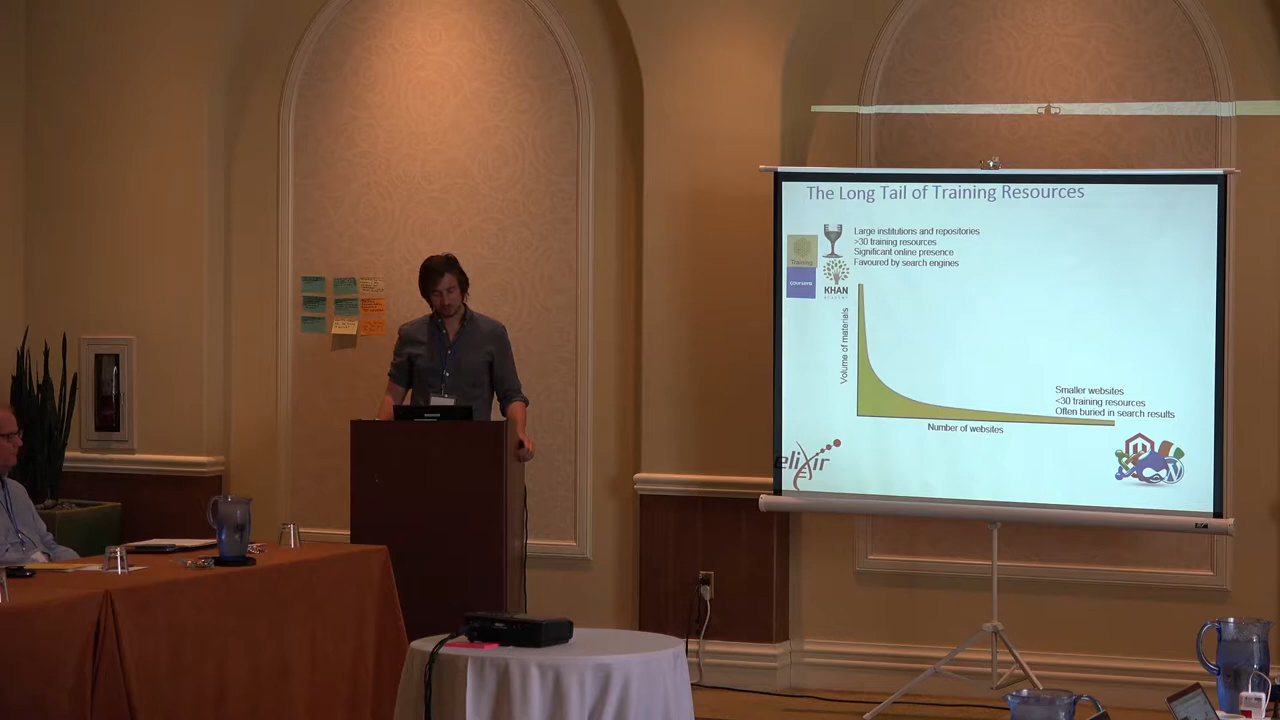 The Long Tail of Training Resources
Large institutions and repositories
>30 training resources
Significant online presence
Favoured by search engines
Training
coursera
KHAN
Volume of materials
Smaller websites
<30 training resources
Often buried in search results
Number of websites
elixir